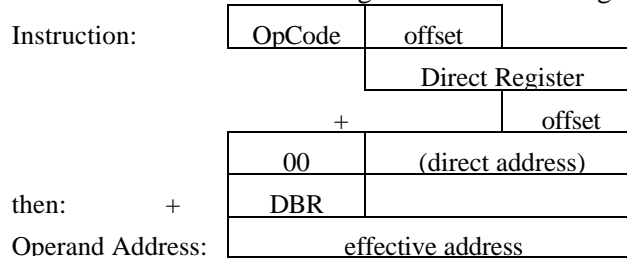 Instruction: OpCode offset
Direct Register
+ offset
00 (direct address)
then: + DBR
Operand Address: effective address